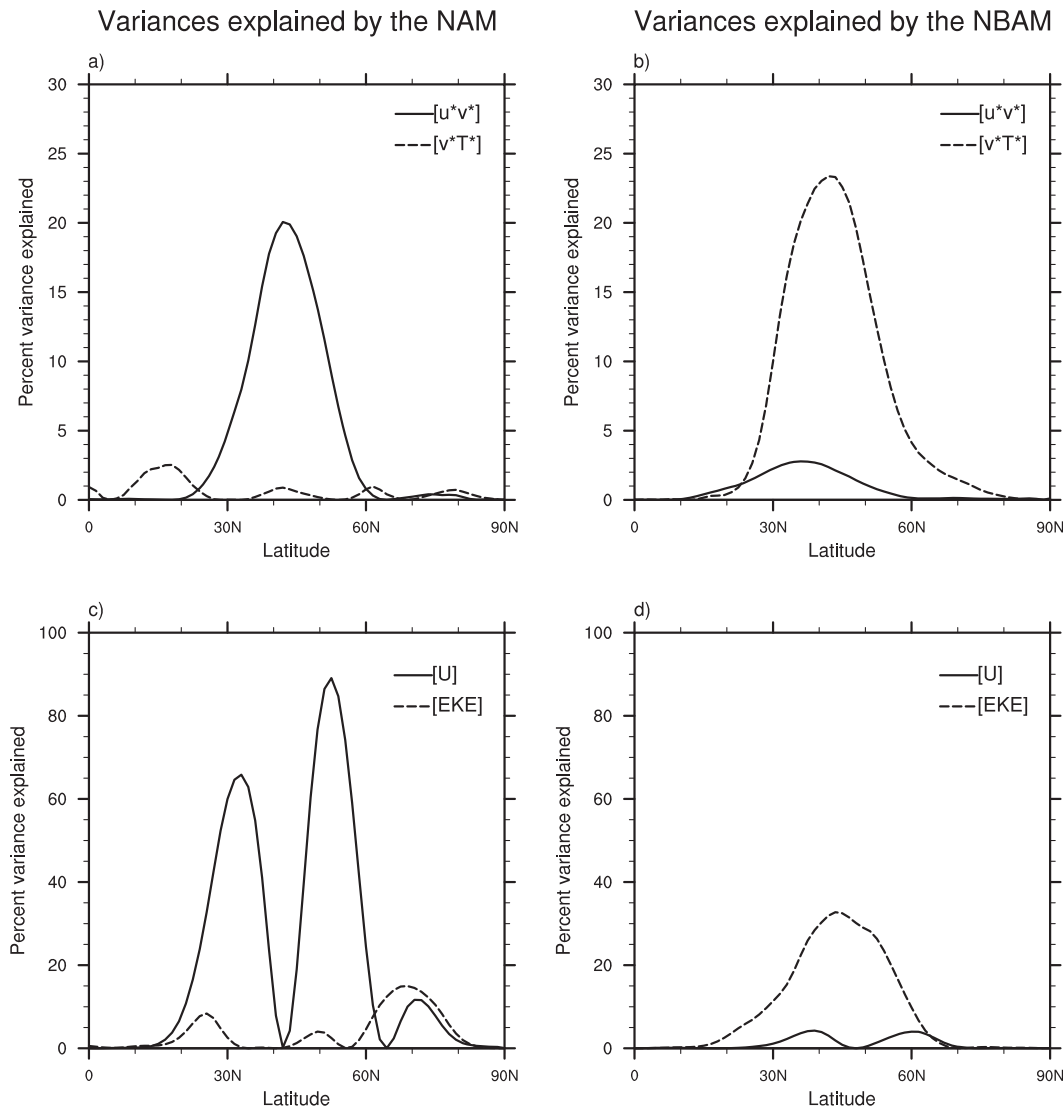 Variances explained by the NAM
Variances explained by the NBAM
a)
30
25
20
15
10
5
0
Percent variance explained
[u*v*]
[v*T*]
0 30N 60N 90N
Latitude
b)
30
25
20
15
10
5
0
Percent variance explained
[u*v*]
[v*T*]
0 30N 60N 90N
Latitude
c)
100
80
60
40
20
0
Percent variance explained
[U]
[EKE]
0 30N 60N 90N
Latitude
d)
100
80
60
40
20
0
Percent variance explained
[U]
[EKE]
0 30N 60N 90N
Latitude